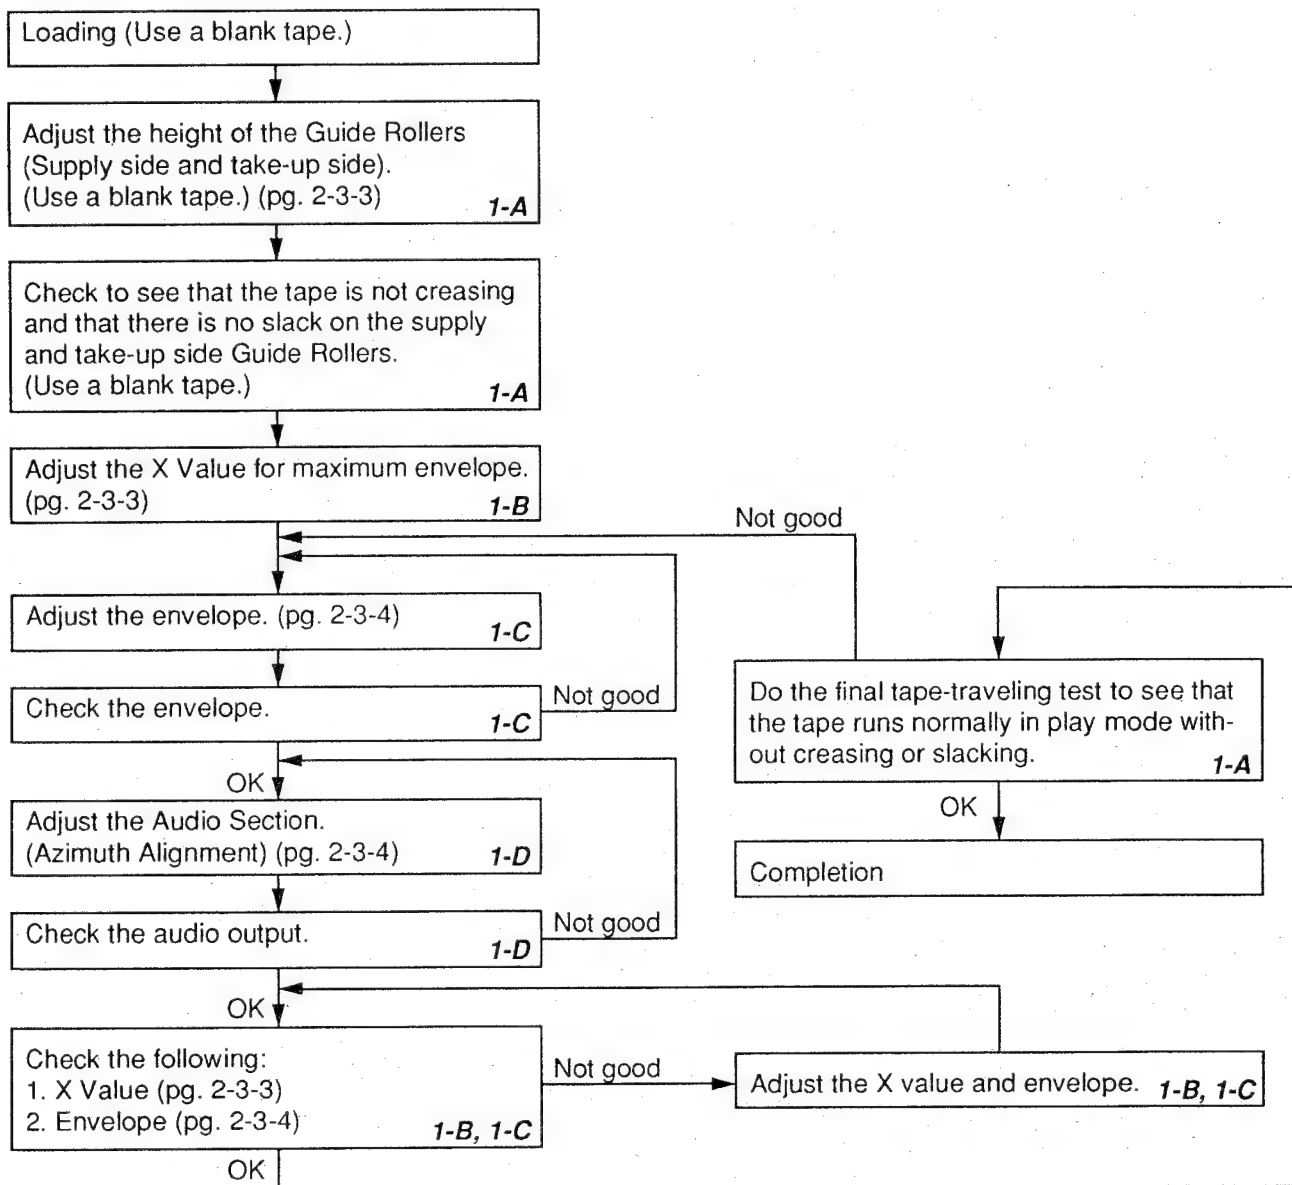 Loading (Use a blank tape.)
Adjust the height of the Guide Rollers
(Supply side and take-up side).
(Use a blank tape.) (pg. 2-3-3)
1-A
Check to see that the tape is not creasing
and that there is no slack on the supply
and take-up side Guide Rollers.
(Use a blank tape.)
1-A
Adjust the X Value for maximum envelope.
(pg. 2-3-3)
1-B
Adjust the envelope. (pg. 2-3-4)
1-C
Check the envelope.
1-C
Not good
OK
Adjust the Audio Section.
(Azimuth Alignment) (pg. 2-3-4)
1-D
Check the audio output.
1-D
Not good
OK
Check the following:
1. X Value (pg. 2-3-3)
2. Envelope (pg. 2-3-4)
1-B, 1-C
Not good
Adjust the X value and envelope.
1-B, 1-C
OK
Not good
Do the final tape-traveling test to see that
the tape runs normally in play mode with-
out creasing or slacking.
1-A
OK
Completion